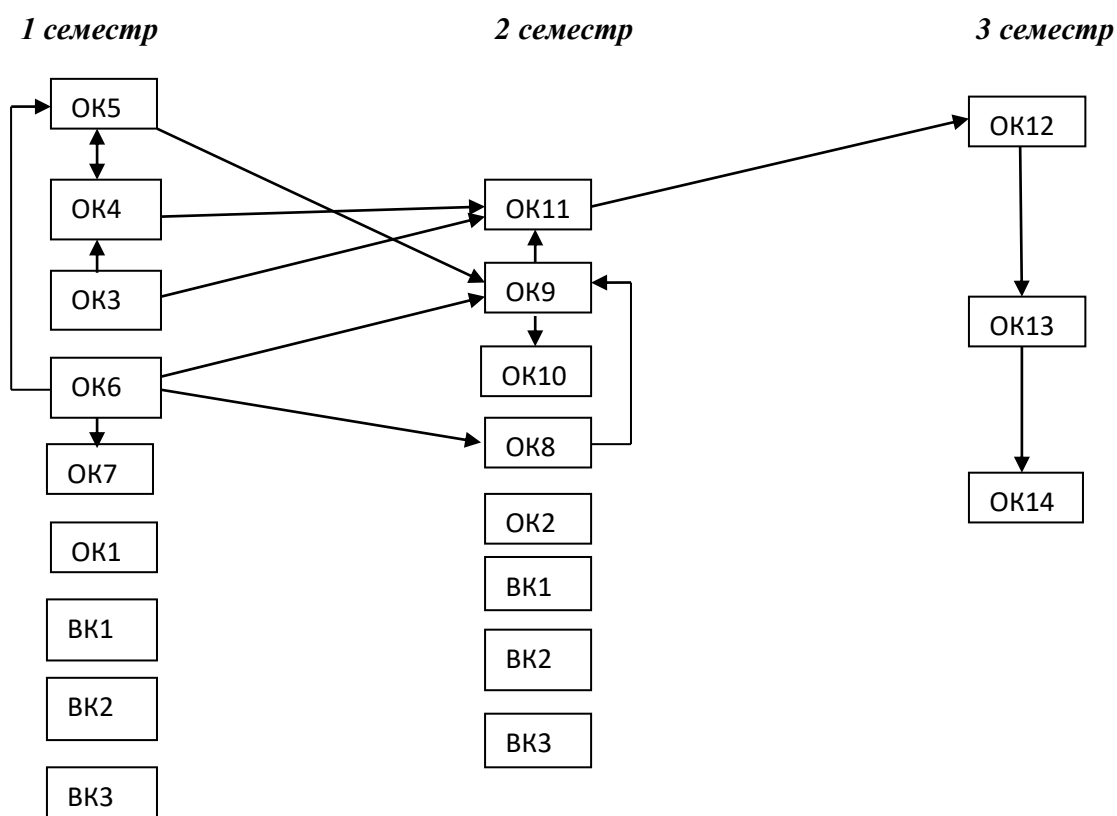 1 семестр
2 семестр
3 семестр
ОК5
ОК4
ОК3
ОК6
ОК7
ОК1
ВК1
ВК2
ВК3
ОК11
ОК9
ОК10
ОК8
ОК2
ВК1
ВК2
ВК3
ОК12
ОК13
ОК14